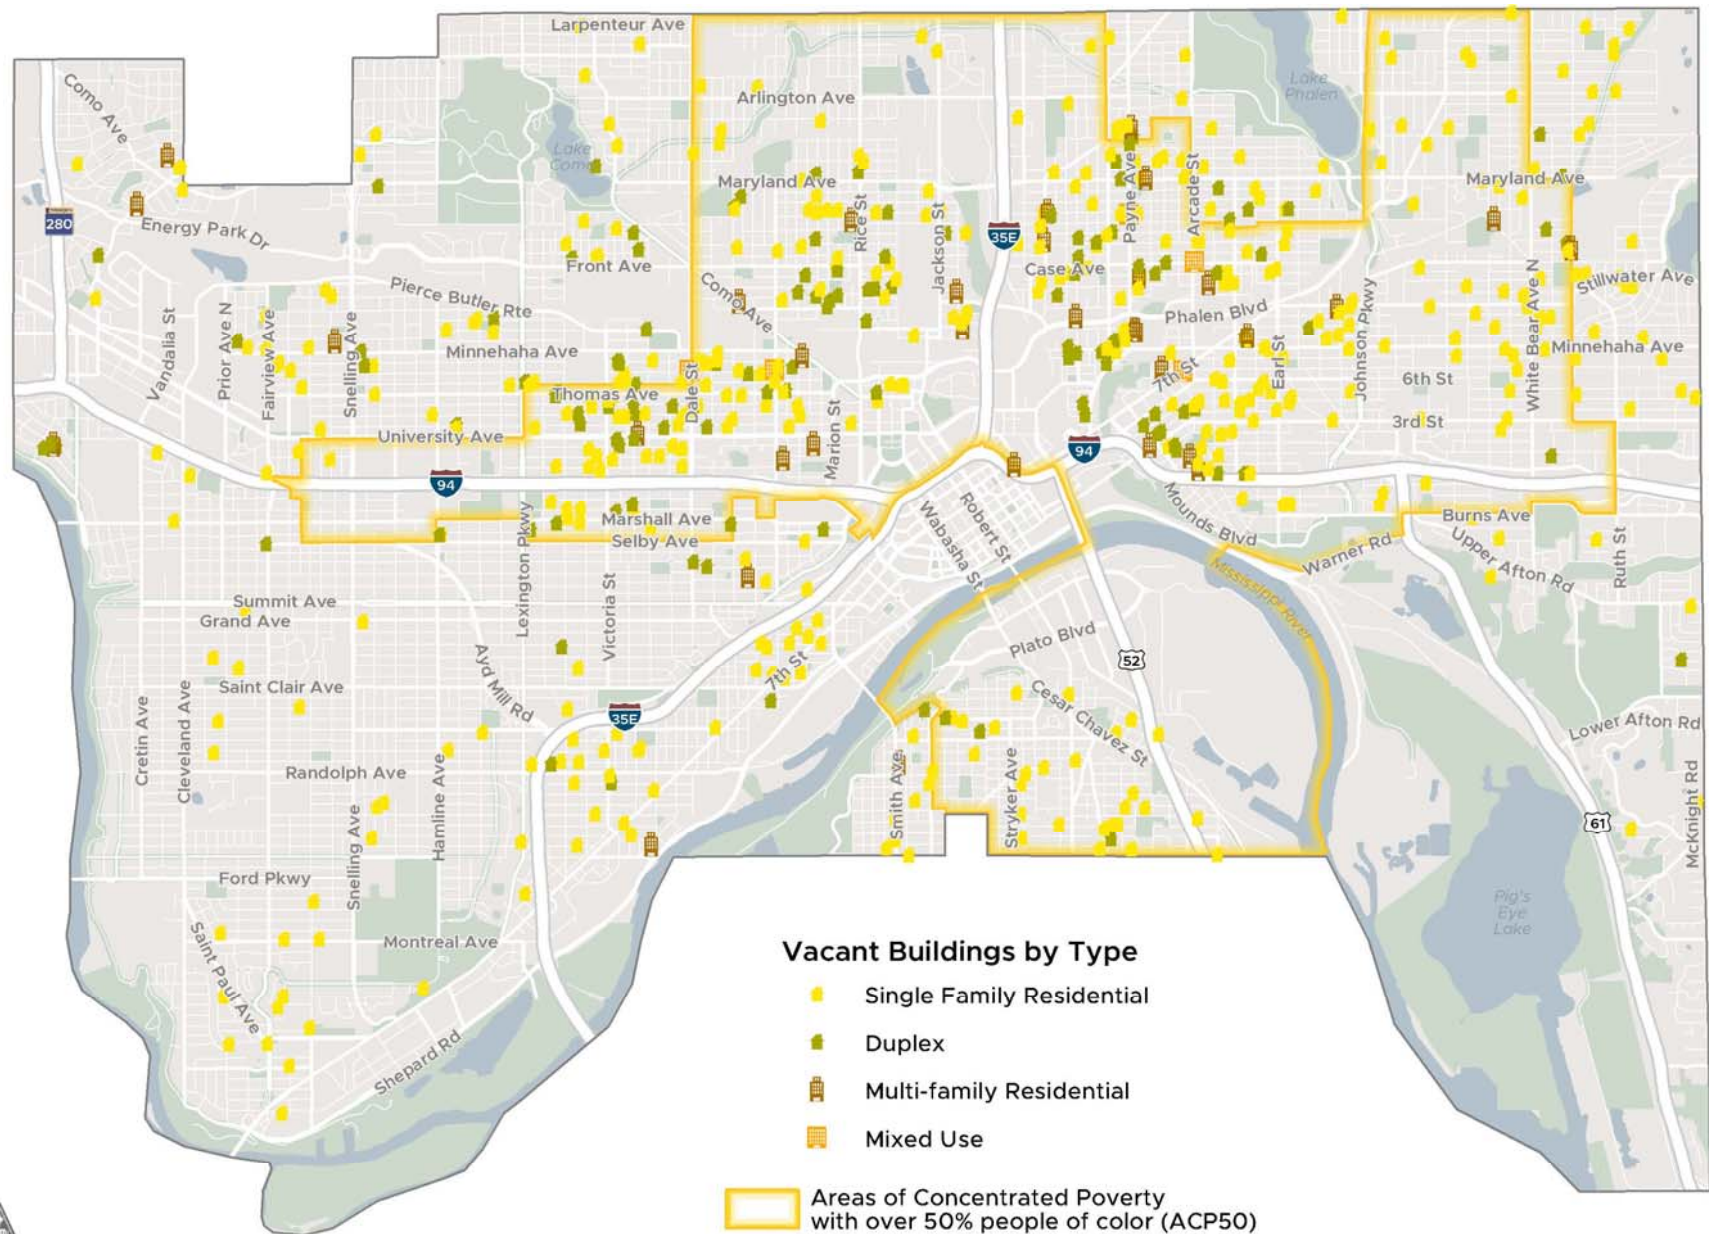 Larpenteur Ave
Como Ave
Arlington Ave
Lake
Phalen
Lake
Como
Maryland Ave
Payne Ave
Arcade St
Maryland Ave
280
Energy Park Dr
Rice St
Jackson St
35E
Front Ave
Case Ave
Como Ave
Stillwater Ave
Pierce Butler Rte
Phalen Blvd
Vandalia St
Prior Ave N
Fairview Ave
Snelling Ave
Minnehaha Ave
Earl St
Johnson Pkwy
White Bear Ave N
Minnehaha Ave
Thomas Ave
Dale St
7th St
6th St
Marion St
3rd St
University Ave
94
94
Lexington Pkwy
Marshall Ave
Selby Ave
Wabasha St
Robert St
Mounds Blvd
Burns Ave
Warner Rd
Upper Afton Rd
Ruth St
Mississippi River
Victoria St
Summit Ave
Grand Ave
Plato Blvd
52
Ayd Mill Rd
7th St
Saint Clair Ave
Cesar Chavez St
35E
Cretin Ave
Cleveland Ave
Lower Afton Rd
Randolph Ave
Hamline Ave
Smith Ave
Stryker Ave
McKnight Rd
61
Snelling Ave
Ford Pkwy
Pig's
Eye
Lake
Saint Paul Ave
Montreal Ave
Shepard Rd
Vacant Buildings by Type
Single Family Residential
Duplex
Multi-family Residential
Mixed Use
Areas of Concentrated Poverty
with over 50% people of color (ACP50)